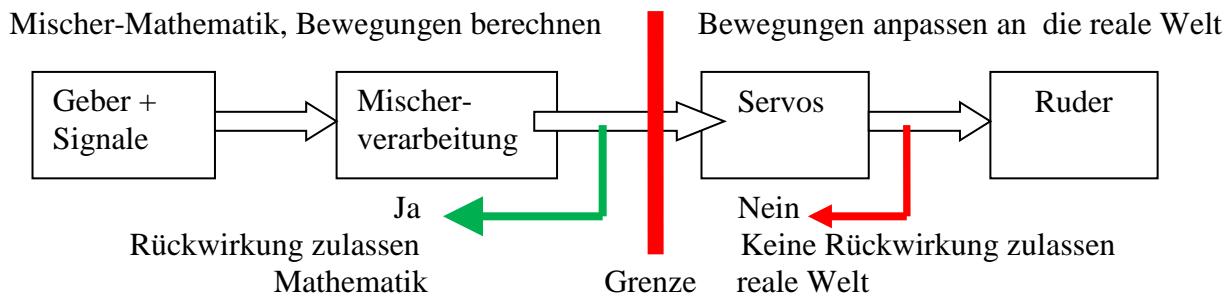 Mischer-Mathematik, Bewegungen berechnen
Bewegungen anpassen an die reale Welt
Geber +
Signale
Mischer-
verarbeitung
Servos
Ruder
Ja
Rückwirkung zulassen
Mathematik
Grenze
Nein
Keine Rückwirkung zulassen
reale Welt